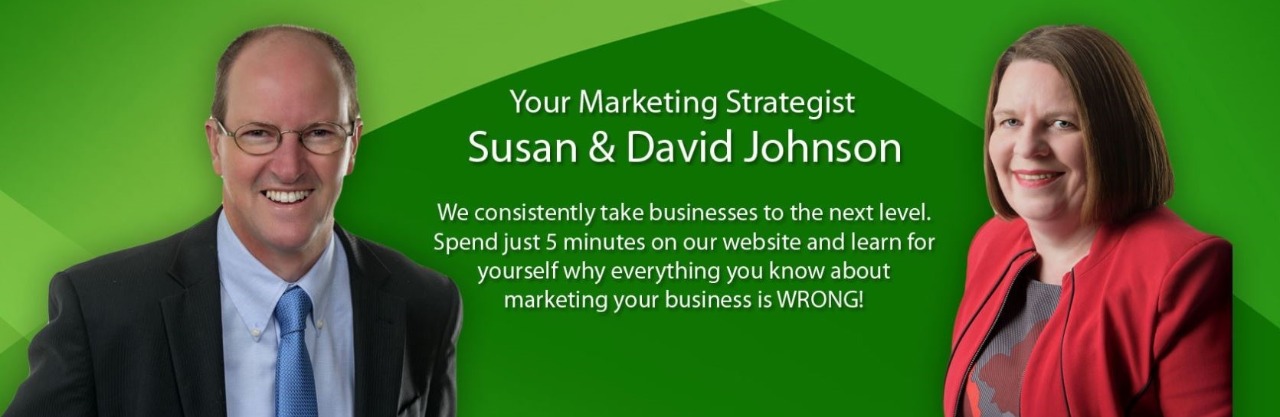 Your Marketing Strategist
Susan & David Johnson
We consistently take businesses to the next level.
Spend just 5 minutes on our website and learn for
yourself why everything you know about
marketing your business is WRONG!